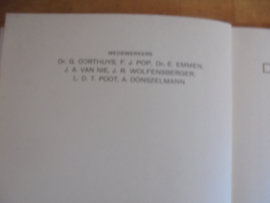 MEDEWERKERS
Dr. G. OORTHUYS, F. J. POP, Dr. E. EMMEN,
J. A. VAN NIE, J. R. WOLFENSBERGER,
L. D. T. POOT, A. DONSZELMANN